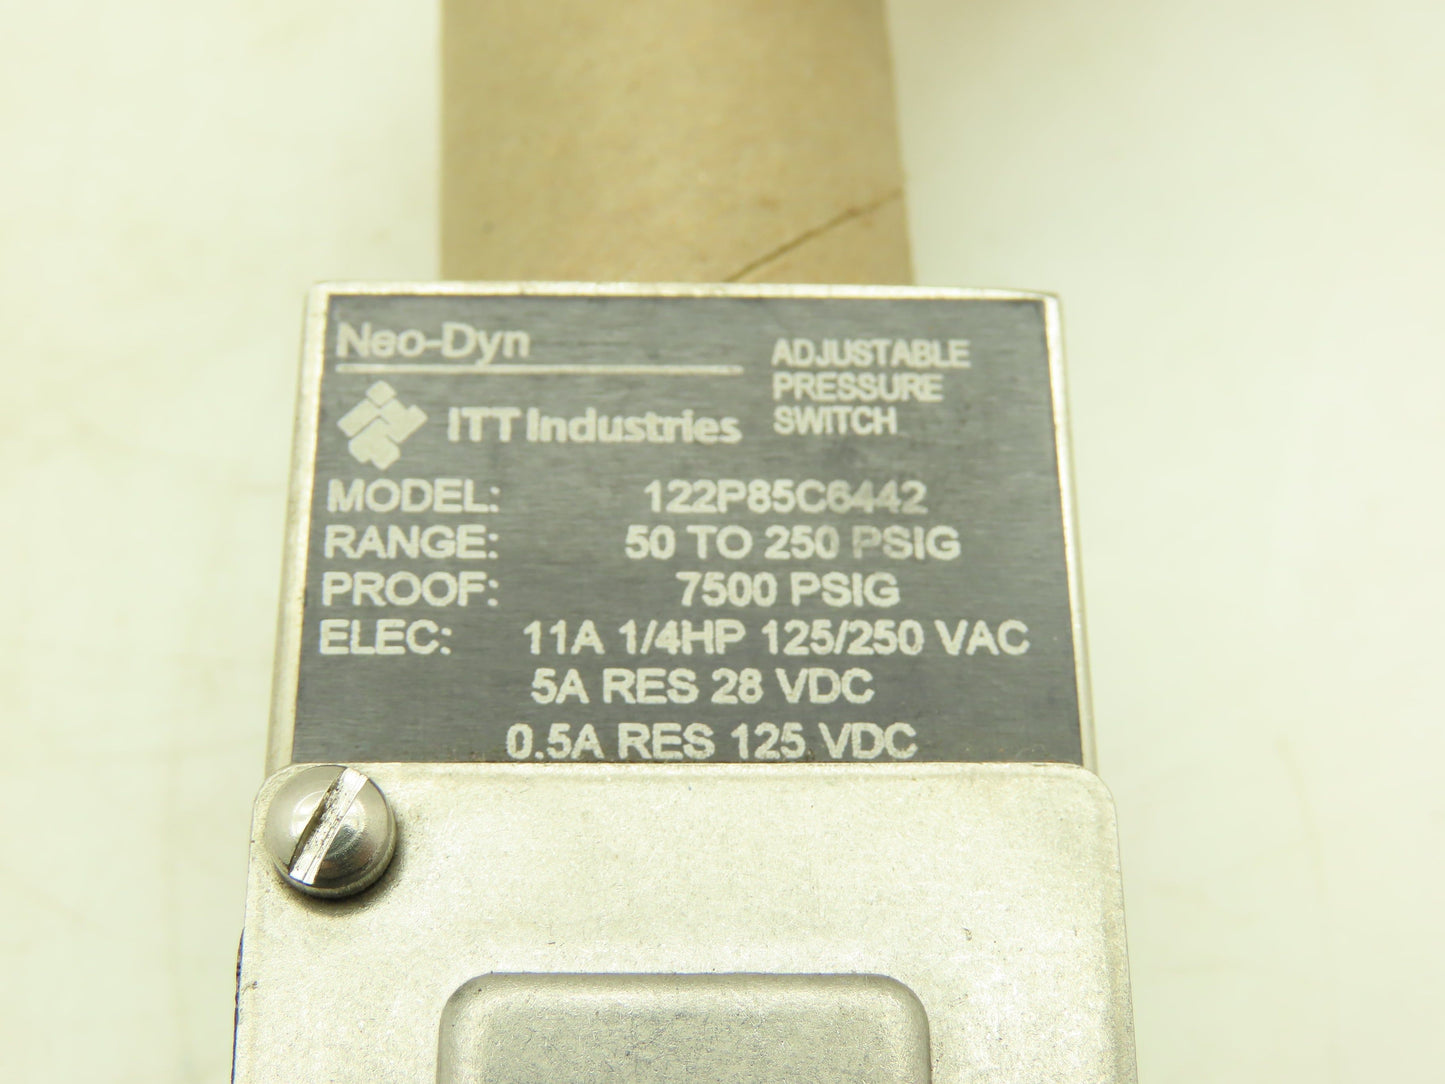 Neo-Dyn
ITT Industries
ADJUSTABLE
PRESSURE
SWITCH
MODEL: 122P85C6442
RANGE: 50 TO 250 PSIG
PROOF: 7500 PSIG
ELEC: 11A 1/4HP 125/250 VAC
5A RES 28 VDC
0.5A RES 125 VDC